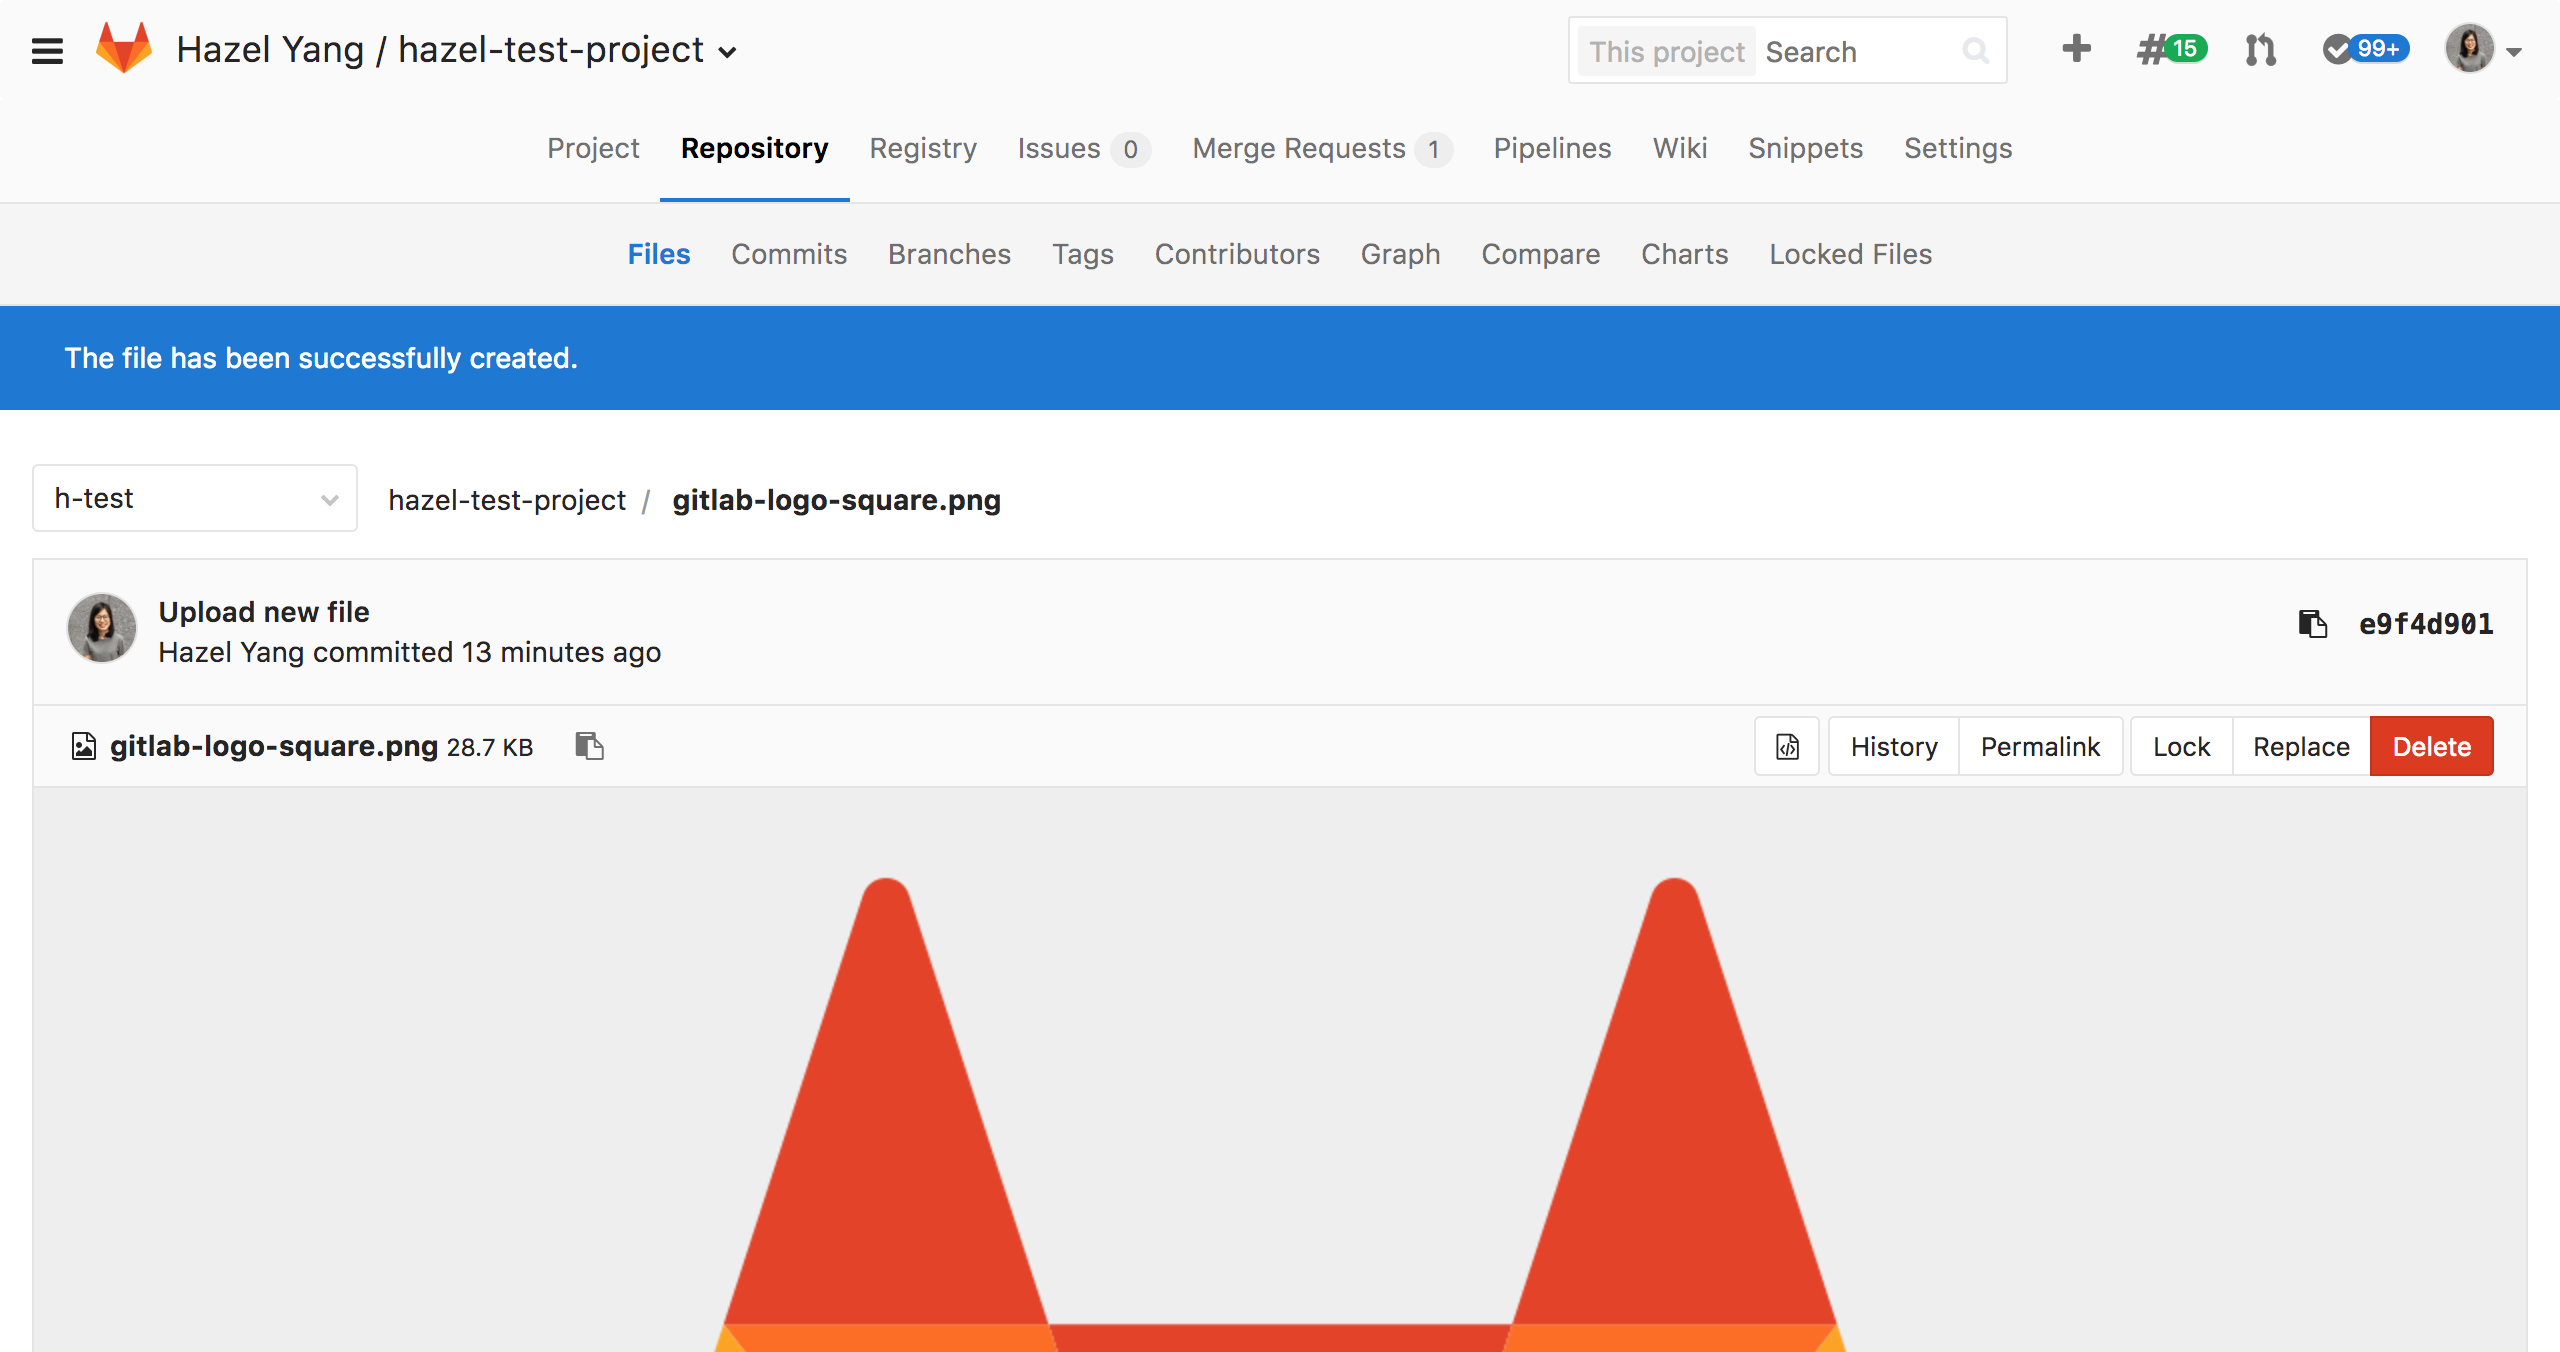 Hazel Yang / hazel-test-project
This project Search
15
99+
Project Repository Registry Issues 0 Merge Requests 1 Pipelines Wiki Snippets Settings
Files Commits Branches Tags Contributors Graph Compare Charts Locked Files
The file has been successfully created.
h-test
hazel-test-project / gitlab-logo-square.png
Upload new file
Hazel Yang committed 13 minutes ago
e9f4d901
gitlab-logo-square.png 28.7 KB
History Permalink Lock Replace Delete